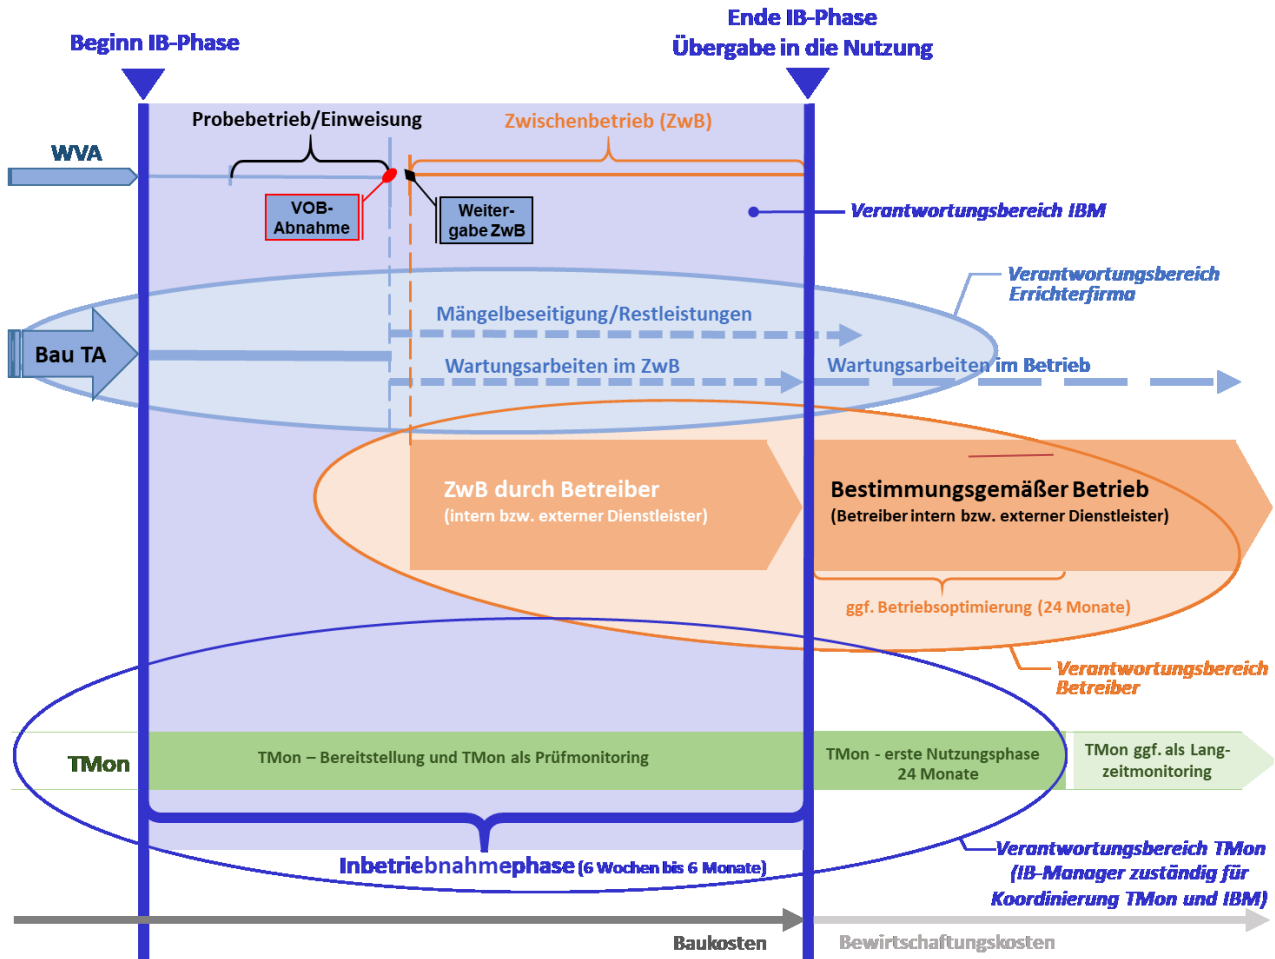 Beginn IB-Phase
Ende IB-Phase
Übergabe in die Nutzung
Probebetrieb/Einweisung
Zwischenbetrieb (ZwB)
WVA
VOB-
Abnahme
Weiter-
gabe ZwB
Verantwortungsbereich IBM
Verantwortungsbereich
Errichterfirma
Mängelbeseitigung/Restleistungen
Bau TA
Wartungsarbeiten im ZwB
Wartungsarbeiten im Betrieb
ZwB durch Betreiber
(intern bzw. externer Dienstleister)
Bestimmungsgemäßer Betrieb
(Betreiber intern bzw. externer Dienstleister)
ggf. Betriebsoptimierung (24 Monate)
Verantwortungsbereich
Betreiber
TMon
TMon – Bereitstellung und TMon als Prüfmonitoring
TMon - erste Nutzungsphase
24 Monate
TMon ggf. als Lang-
zeitmonitoring
Inbetriebnahmephase (6 Wochen bis 6 Monate)
Verantwortungsbereich TMon
(IB-Manager zuständig für
Koordinierung TMon und IBM)
Baukosten
Bewirtschaftungskosten